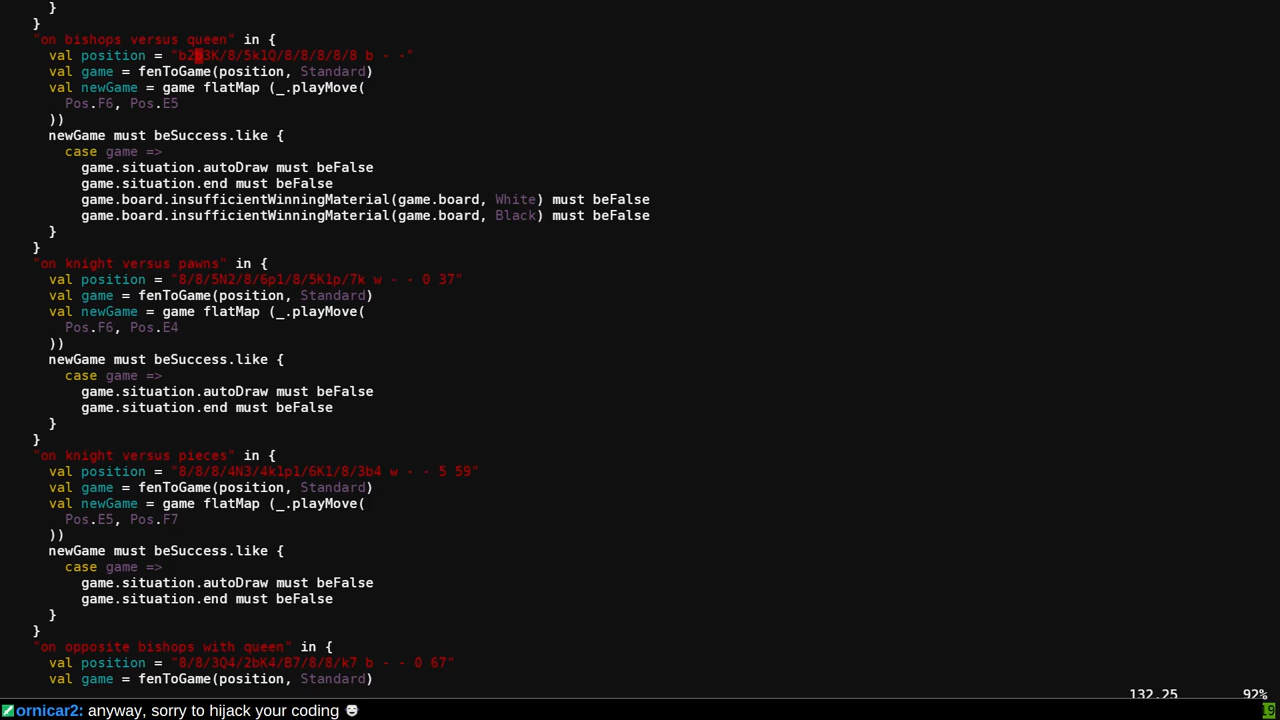 }
}
"on bishops versus queen" in {
val position = "b2b3K/8/5k1Q/8/8/8/8/8 b - -"
val game = fenToGame(position, Standard)
val newGame = game flatMap (_.playMove(
Pos.F6, Pos.E5
))
newGame must beSuccess.like {
case game =>
game.situation.autoDraw must beFalse
game.situation.end must beFalse
game.board.insufficientWinningMaterial(game.board, White) must beFalse
game.board.insufficientWinningMaterial(game.board, Black) must beFalse
}
}
"on knight versus pawns" in {
val position = "8/8/5N2/8/6p1/8/5K1p/7k w - - 0 37"
val game = fenToGame(position, Standard)
val newGame = game flatMap (_.playMove(
Pos.F6, Pos.E4
))
newGame must beSuccess.like {
case game =>
game.situation.autoDraw must beFalse
game.situation.end must beFalse
}
}
"on knight versus pieces" in {
val position = "8/8/8/4N3/4k1p1/6K1/8/3b4 w - - 5 59"
val game = fenToGame(position, Standard)
val newGame = game flatMap (_.playMove(
Pos.E5, Pos.F7
))
newGame must beSuccess.like {
case game =>
game.situation.autoDraw must beFalse
game.situation.end must beFalse
}
}
"on opposite bishops with queen" in {
val position = "8/8/3Q4/2bK4/B7/8/8/k7 b - - 0 67"
val game = fenToGame(position, Standard)
132,25 92%
ornicar2: anyway, sorry to hijack your coding